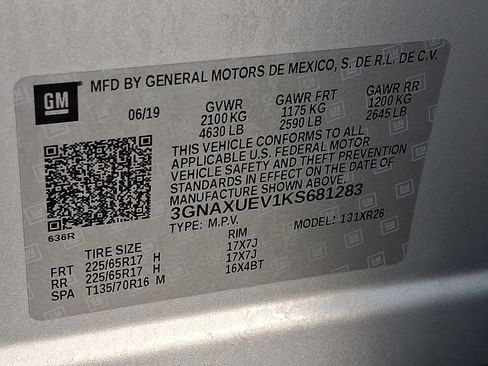 GM
MFD BY GENERAL MOTORS DE MEXICO, S. DE R.L. DE C.V.
06/19 GVWR GAWR FRT GAWR RR
2100 KG 1175 KG 1200 KG
4630 LB 2590 LB 2645 LB
THIS VEHICLE CONFORMS TO ALL
APPLICABLE U.S. FEDERAL MOTOR
VEHICLE SAFETY AND THEFT PREVENTION
STANDARDS IN EFFECT ON THE DATE OF
MANUFACTURE SHOWN ABOVE.
3GNAXUEV1KS681283
TYPE: M.P.V. MODEL: 131XR26
636R
TIRE SIZE RIM
FRT 225/65R17 H 17X7J
RR 225/65R17 H 17X7J
SPA T135/70R16 M 16X4BT